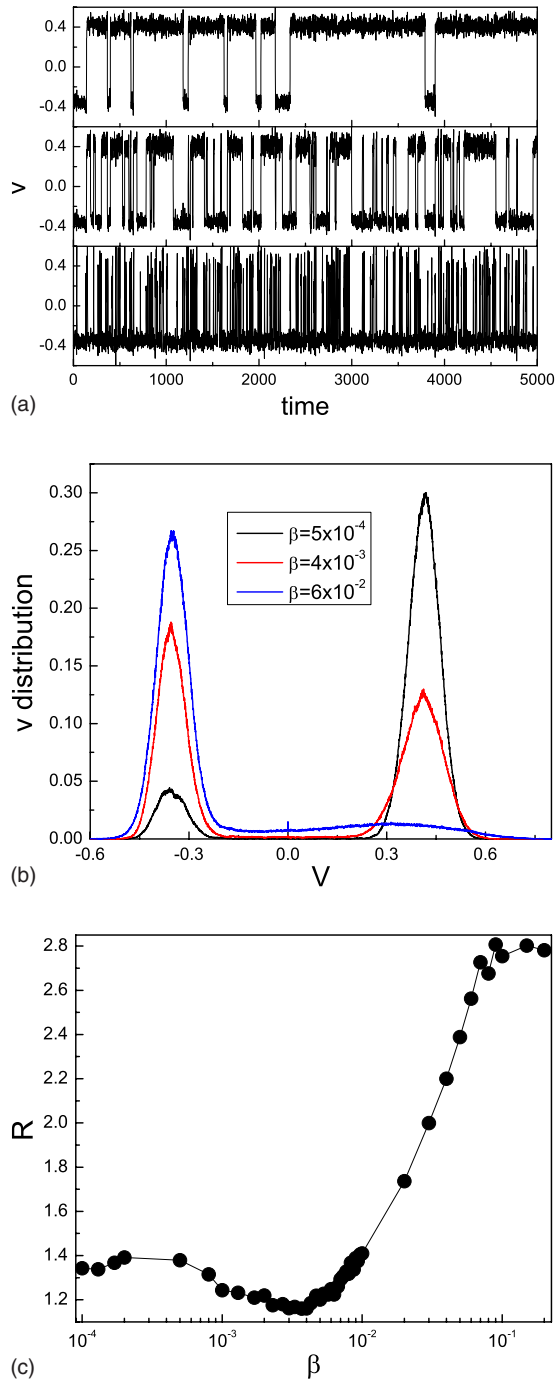 0.4
0.0
-0.4
0.4
0.0
-0.4
0.4
0.0
-0.4
v
0 1000 2000 3000 4000 5000
time
(a)
0.30
0.25
0.20
0.15
0.10
0.05
0.00
v distribution
β=5x10⁻⁴
β=4x10⁻³
β=6x10⁻²
-0.6 -0.3 0.0 0.3 0.6
V
(b)
2.8
2.6
2.4
2.2
2.0
1.8
1.6
1.4
1.2
R
10⁻⁴ 10⁻³ 10⁻² 10⁻¹
β
(c)